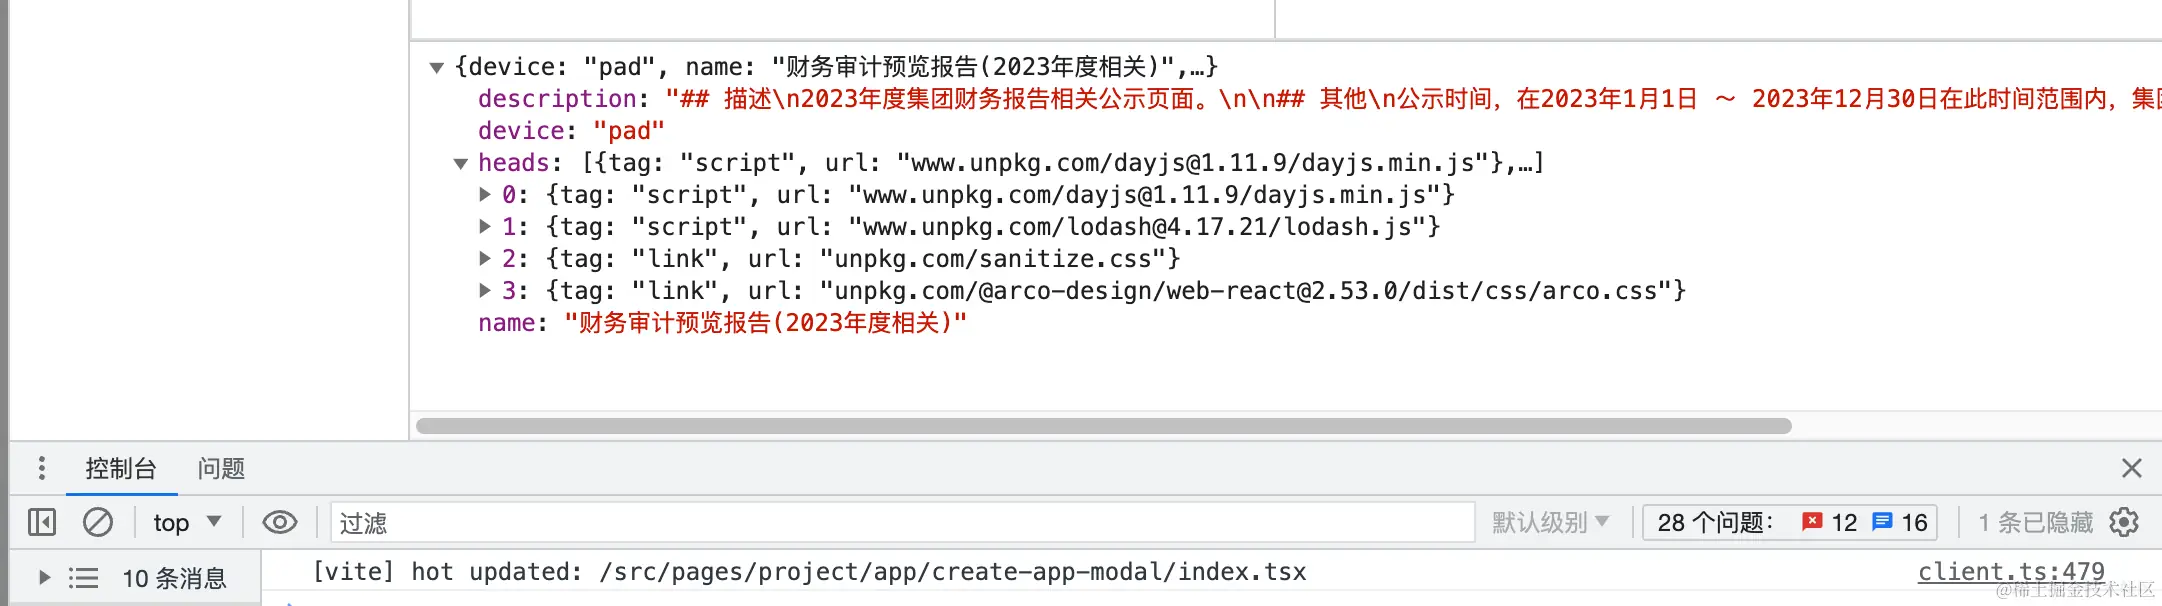 {device: "pad", name: "财务审计预览报告(2023年度相关)",…}
description: "## 描述\n2023年度集团财务报告相关公示页面。\n\n## 其他\n公示时间，在2023年1月1日 ～ 2023年12月30日在此时间范围内，集团
device: "pad"
heads: [{tag: "script", url: "www.unpkg.com/dayjs@1.11.9/dayjs.min.js"},…]
0: {tag: "script", url: "www.unpkg.com/dayjs@1.11.9/dayjs.min.js"}
1: {tag: "script", url: "www.unpkg.com/lodash@4.17.21/lodash.js"}
2: {tag: "link", url: "unpkg.com/sanitize.css"}
3: {tag: "link", url: "unpkg.com/@arco-design/web-react@2.53.0/dist/css/arco.css"}
name: "财务审计预览报告(2023年度相关)"
控制台 问题
top 过滤 默认级别 28 个问题： 12 16 1 条已隐藏
10 条消息 [vite] hot updated: /src/pages/project/app/create-app-modal/index.tsx client.ts:479
@稀土掘金技术社区